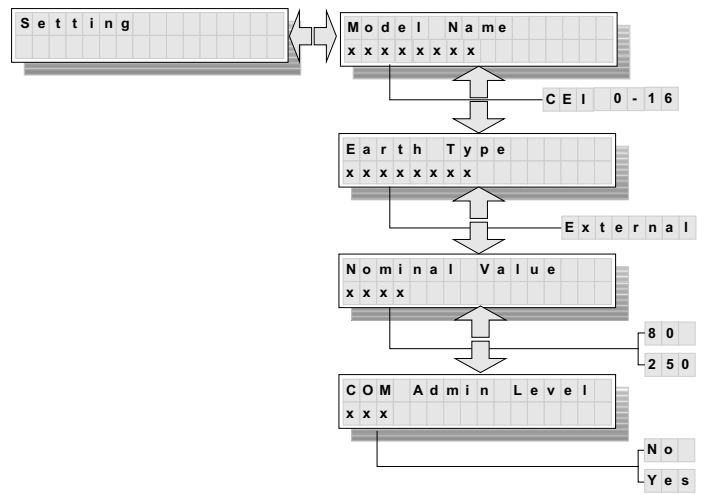 Setting
Model Name
xxxxxxxx
CEI 0-16
Earth Type
xxxxxxxx
External
Nominal Value
xxxx
80
250
COM Admin Level
xxx
No
Yes